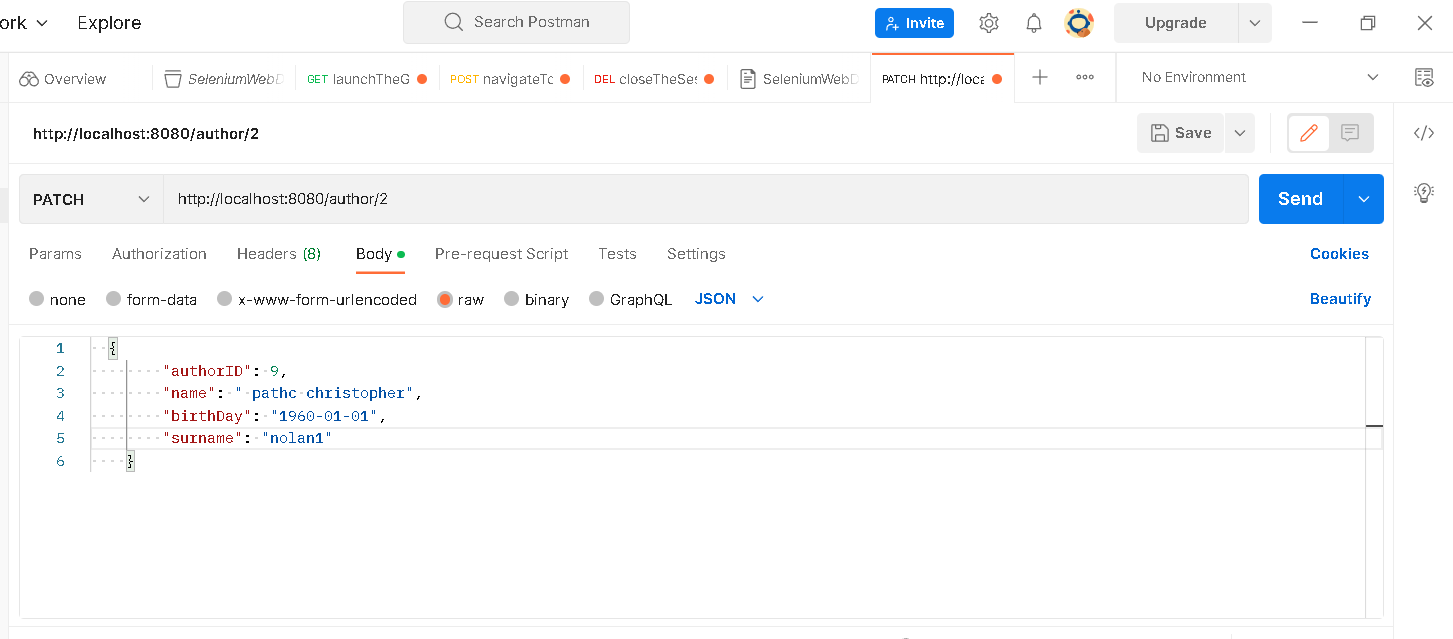 ork Explore Search Postman Invite Upgrade
Overview SeleniumWebD GET launchTheG POST navigateTo DEL closeTheSes SeleniumWebD PATCH http://loca No Environment
http://localhost:8080/author/2 Save
PATCH http://localhost:8080/author/2 Send
Params Authorization Headers (8) Body Pre-request Script Tests Settings Cookies
none form-data x-www-form-urlencoded raw binary GraphQL JSON Beautify
1 {
2 "authorID": 9,
3 "name": " pathc christopher",
4 "birthDay": "1960-01-01",
5 "surname": "nolan1"
6 }